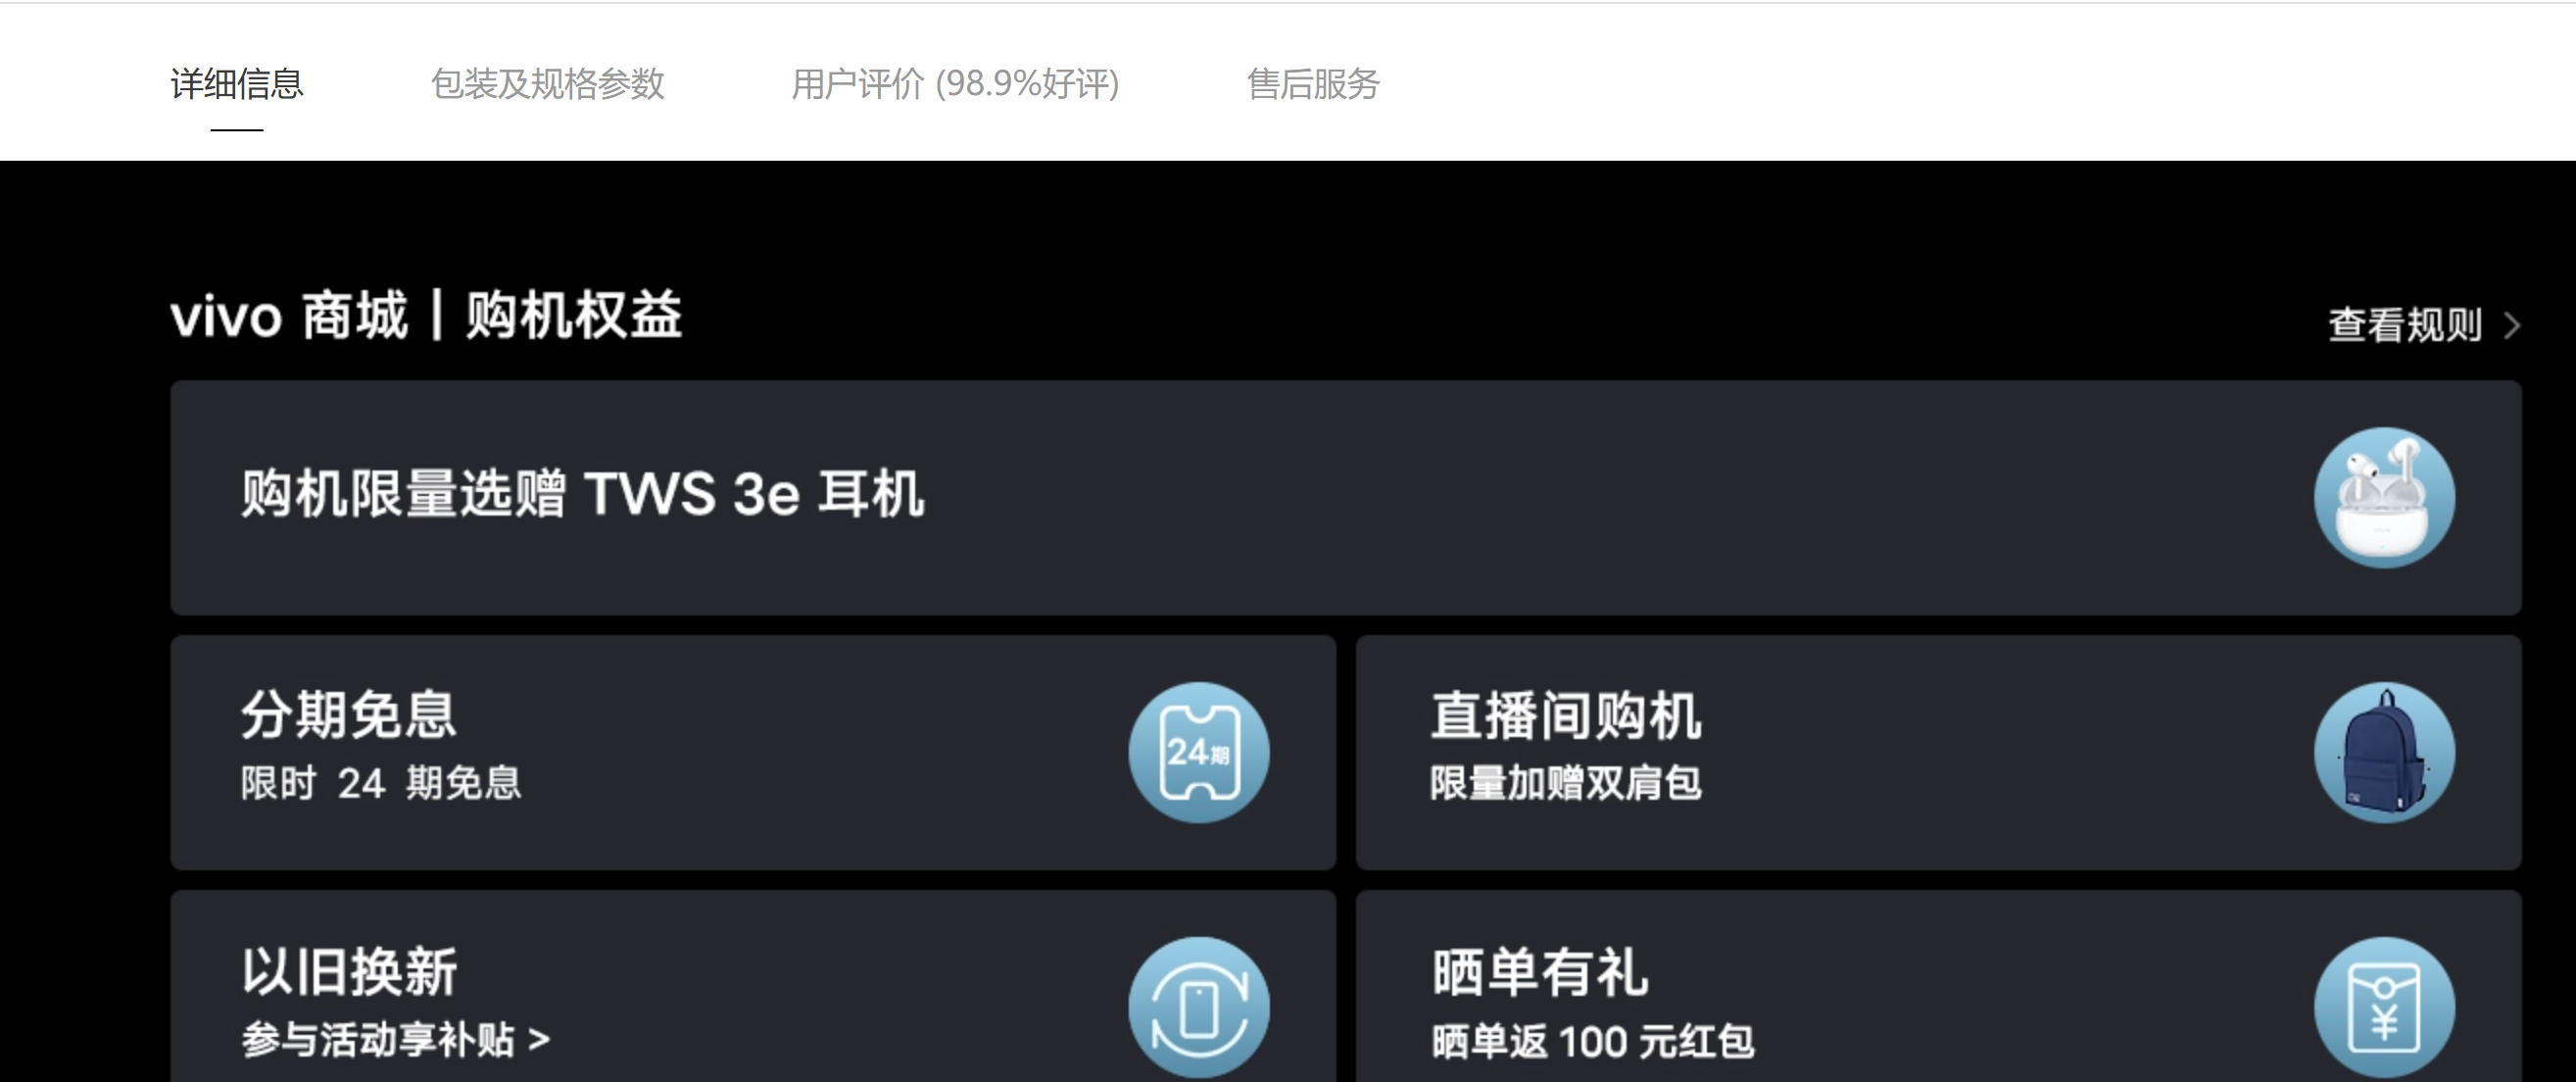 详细信息
包装及规格参数
用户评价 (98.9%好评)
售后服务
vivo 商城 | 购机权益
查看规则 >
购机限量选赠 TWS 3e 耳机
分期免息
限时 24 期免息
24期
直播间购机
限量加赠双肩包
以旧换新
参与活动享补贴 >
晒单有礼
晒单返 100 元红包
¥